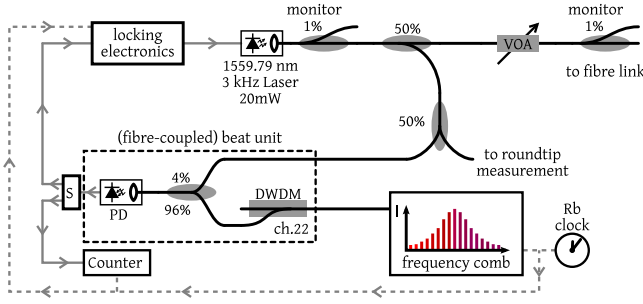 monitor
1%
50%
monitor
1%
locking
electronics
VOA
1559.79 nm
3 kHz Laser
20mW
to fibre link
50%
(fibre-coupled) beat unit
to roundtip
measurement
4%
DWDM
S
PD
96%
ch.22
I
Rb
clock
Counter
frequency comb